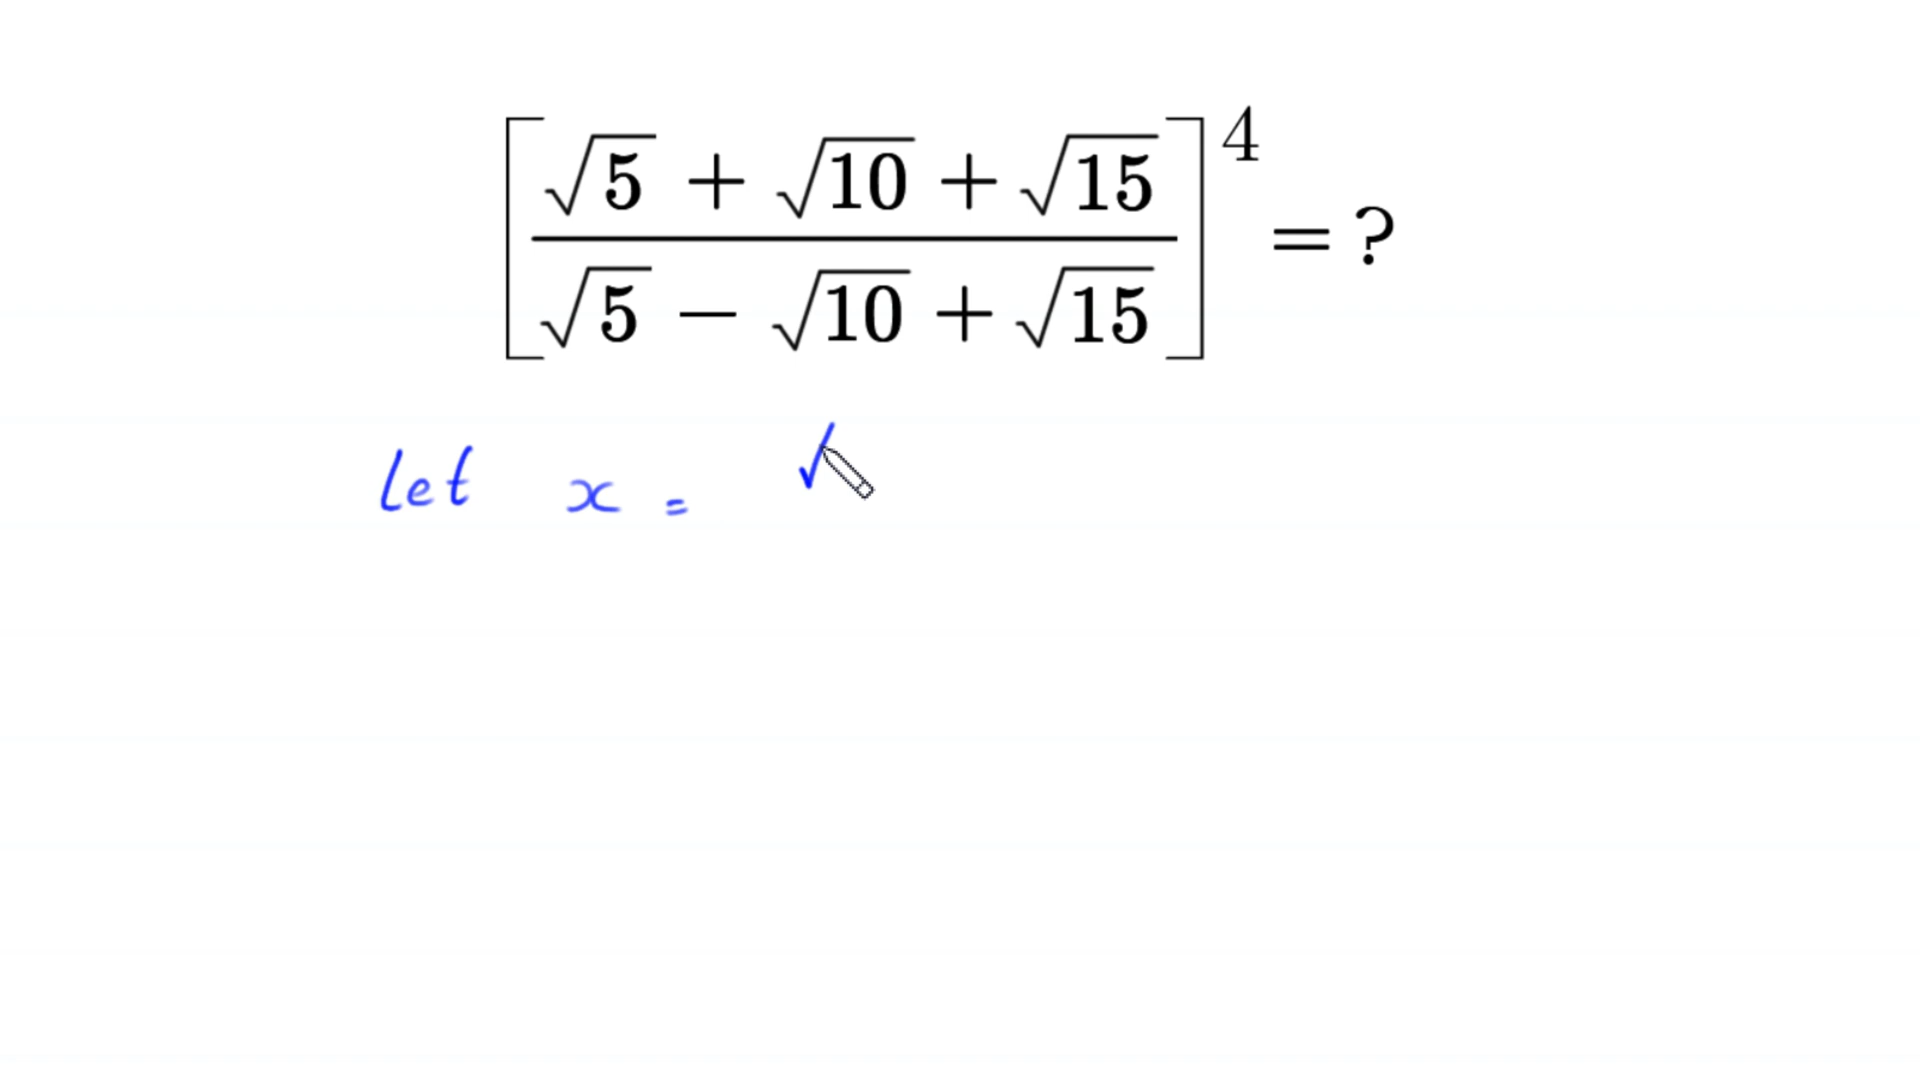 [(√5 + √10 + √15)/(√5 − √10 + √15)]⁴ = ?
let x = √